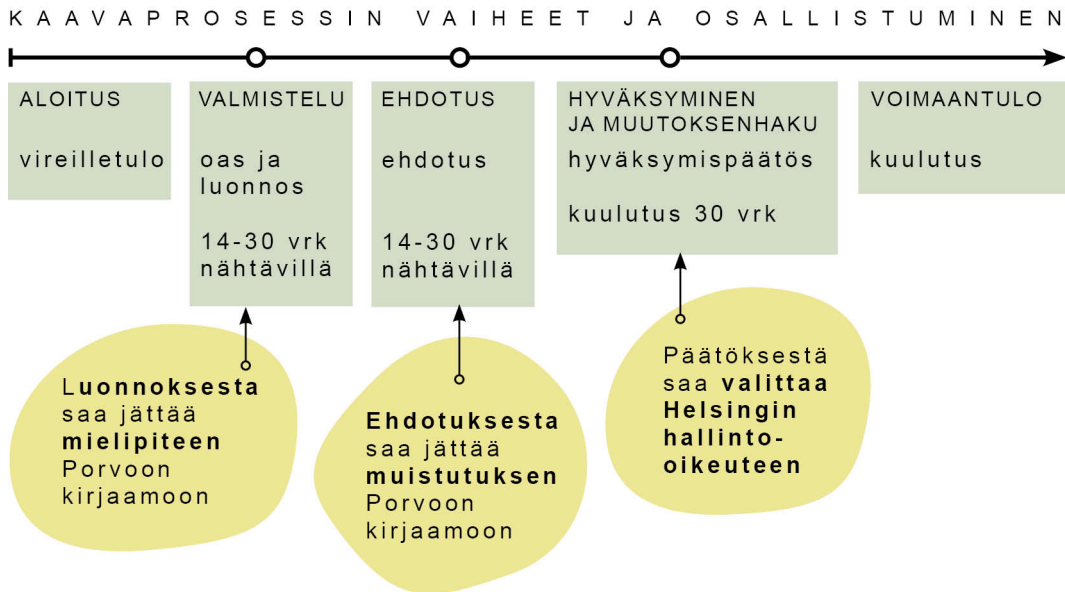 KAAVAPROSESSIN VAIHEET JA OSALLISTUMINEN
ALOITUS
vireilletulo
VALMISTELU
oas ja
luonnos
14-30 vrk
nähtävillä
EHDOTUS
ehdotus
14-30 vrk
nähtävillä
HYVÄKSYMINEN
JA MUUTOKSENHAKU
hyväksymispäätös
kuulutus 30 vrk
VOIMAANTULO
kuulutus
Luonnoksesta
saa jättää
mielipiteen
Porvoon
kirjaamoon
Ehdotuksesta
saa jättää
muistutuksen
Porvoon
kirjaamoon
Päätöksestä
saa valittaa
Helsingin
hallinto-
oikeuteen